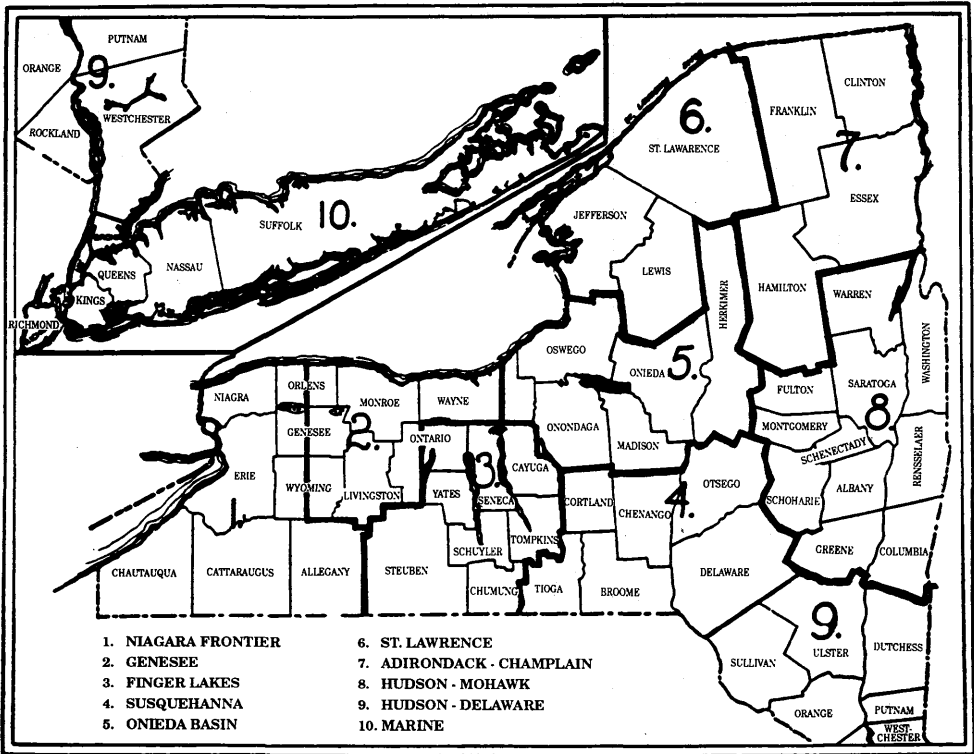 PUTNAM
ORANGE
9.
WESTCHESTER
ROCKLAND
SUFFOLK
10.
NASSAU
QUEENS
KINGS
RICHMOND
6.
ST. LAWARENCE
FRANKLIN
CLINTON
7.
ESSEX
JEFFERSON
LEWIS
HERKIMER
HAMILTON
WARREN
WASHINGTON
OSWEGO
ONIEDA
5.
FULTON
SARATOGA
8.
MONTGOMERY
SCHENECTADY
RENSSELAER
NIAGRA
ORLENS
MONROE
WAYNE
GENESEE
2.
ONTARIO
ONONDAGA
MADISON
CAYUGA
3.
ERIE
WYOMING
LIVINGSTON
YATES
SENECA
CORTLAND
CHENANGO
4.
OTSEGO
SCHOHARIE
ALBANY
1
SCHUYLER
TOMPKINS
GREENE
COLUMBIA
CHAUTAUQUA
CATTARAUGUS
ALLEGANY
STEUBEN
CHUMUNG
TIOGA
BROOME
DELAWARE
9.
SULLIVAN
ULSTER
DUTCHESS
ORANGE
PUTNAM
WEST-
CHESTER
1. NIAGARA FRONTIER
2. GENESEE
3. FINGER LAKES
4. SUSQUEHANNA
5. ONIEDA BASIN
6. ST. LAWRENCE
7. ADIRONDACK - CHAMPLAIN
8. HUDSON - MOHAWK
9. HUDSON - DELAWARE
10. MARINE